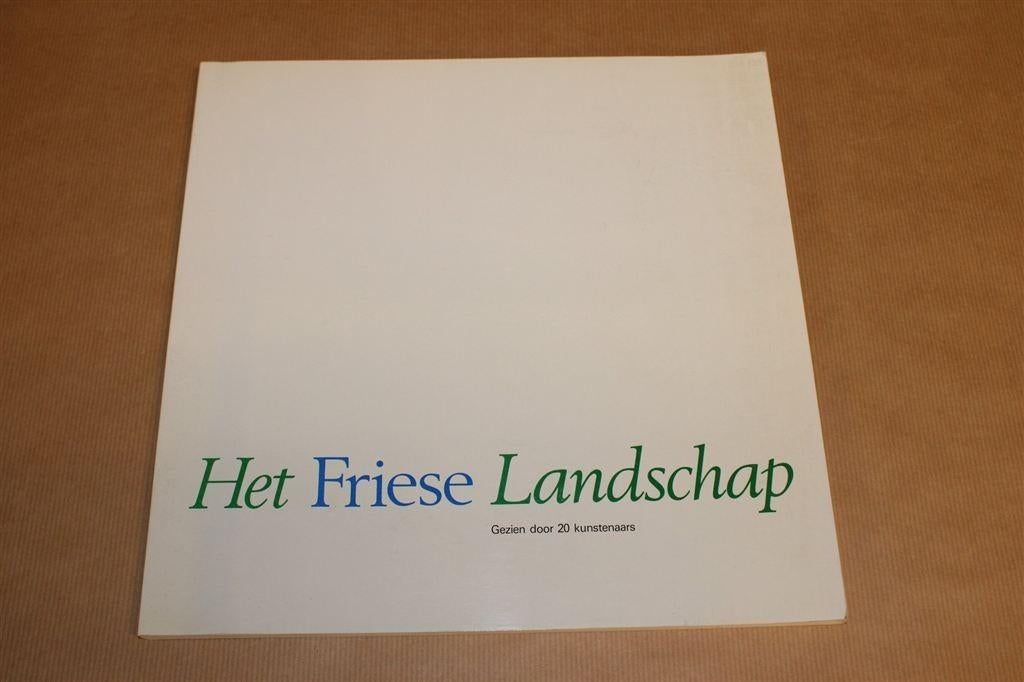 Het Friese Landschap
Gezien door 20 kunstenaars